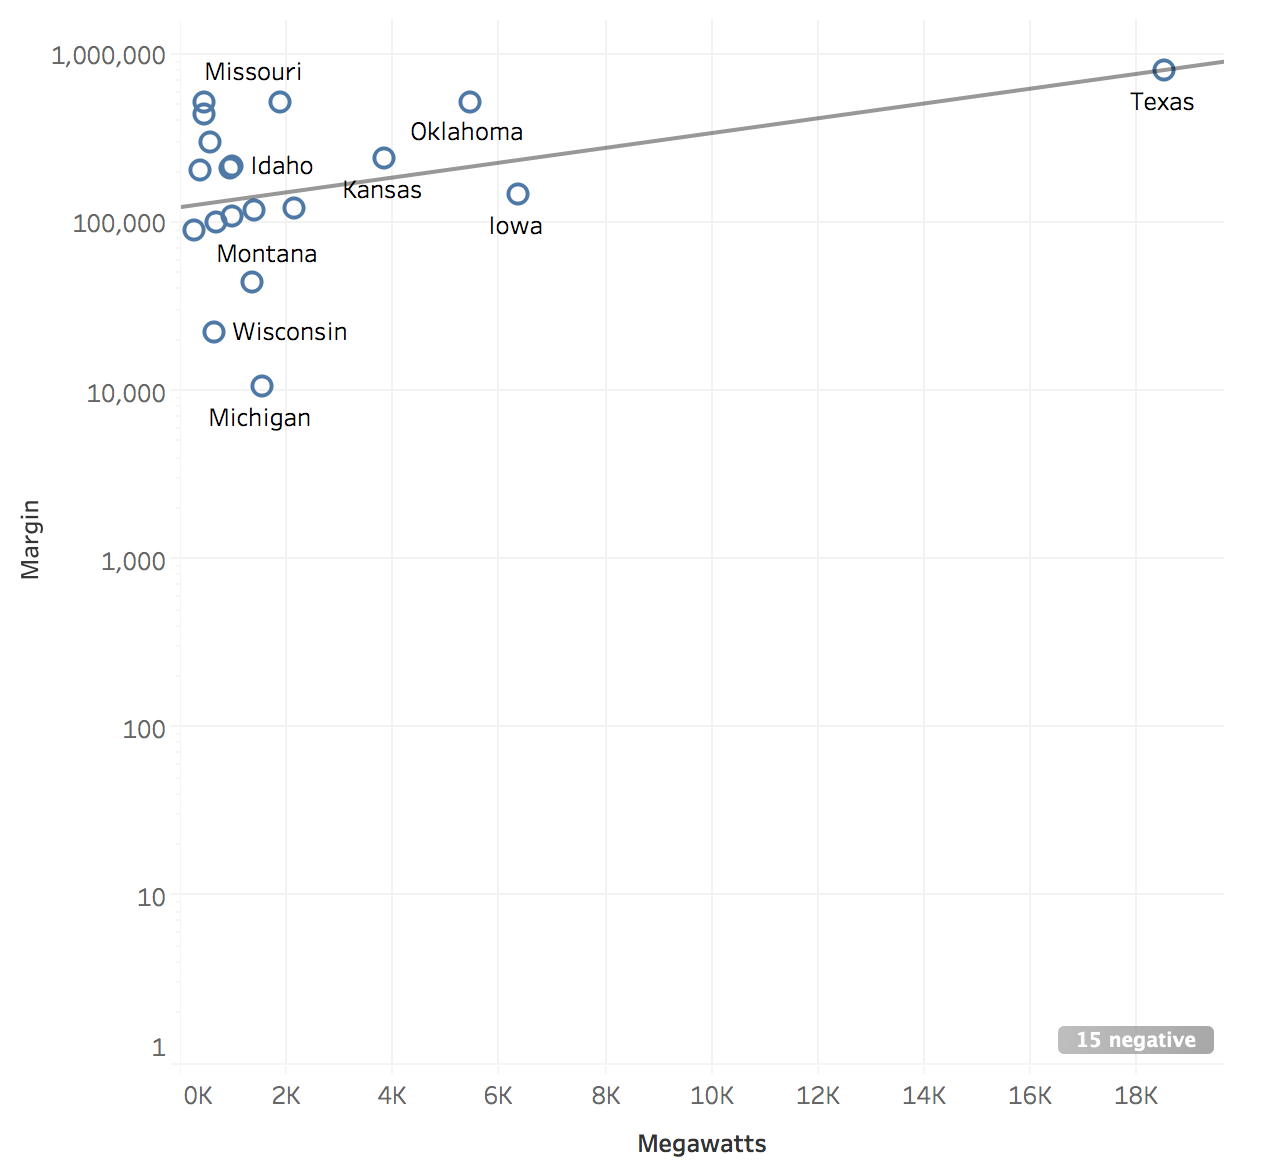 1,000,000
Missouri
Texas
Oklahoma
Idaho
Kansas
100,000
Iowa
Montana
Wisconsin
10,000
Michigan
Margin
1,000
100
10
15 negative
1
0K 2K 4K 6K 8K 10K 12K 14K 16K 18K
Megawatts